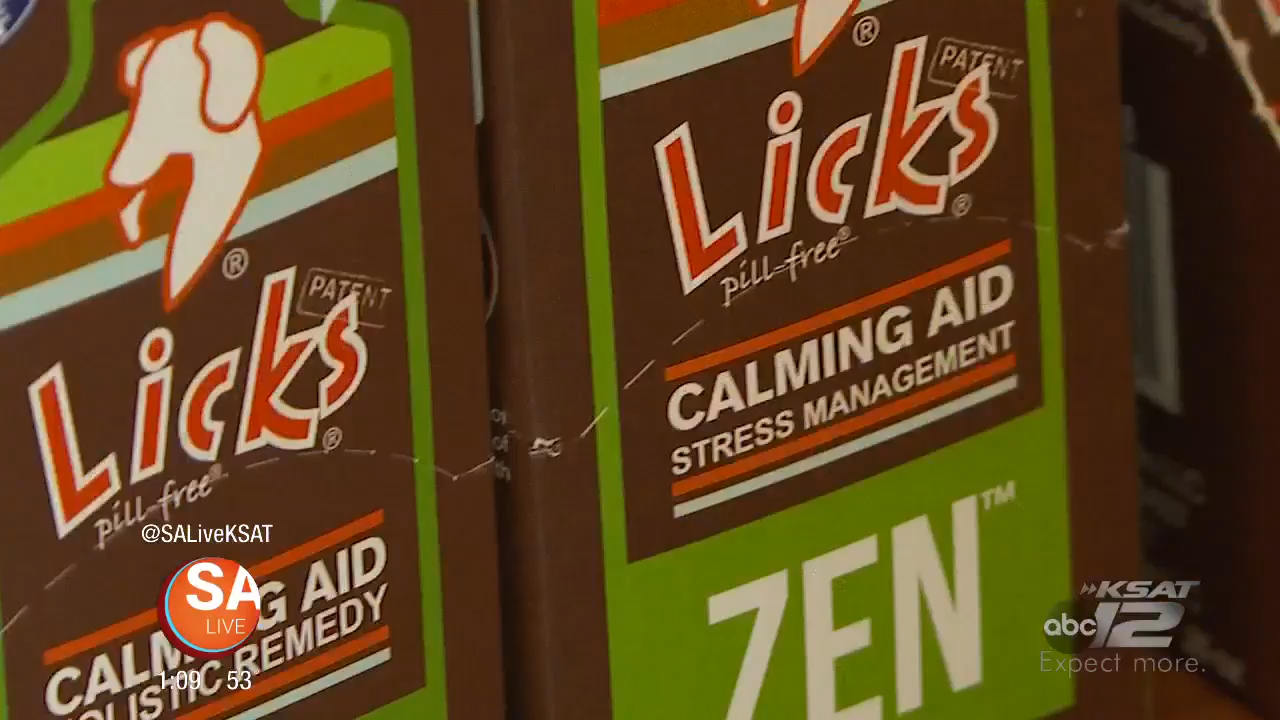 ®
PATENT
Licks®
pill-free®
CALMING AID
HOLISTIC REMEDY
®
PATENT
Licks®
pill-free®
CALMING AID
STRESS MANAGEMENT
ZEN™
@SALiveKSAT
SA
LIVE
1:09 53
KSAT
abc 12
Expect more.